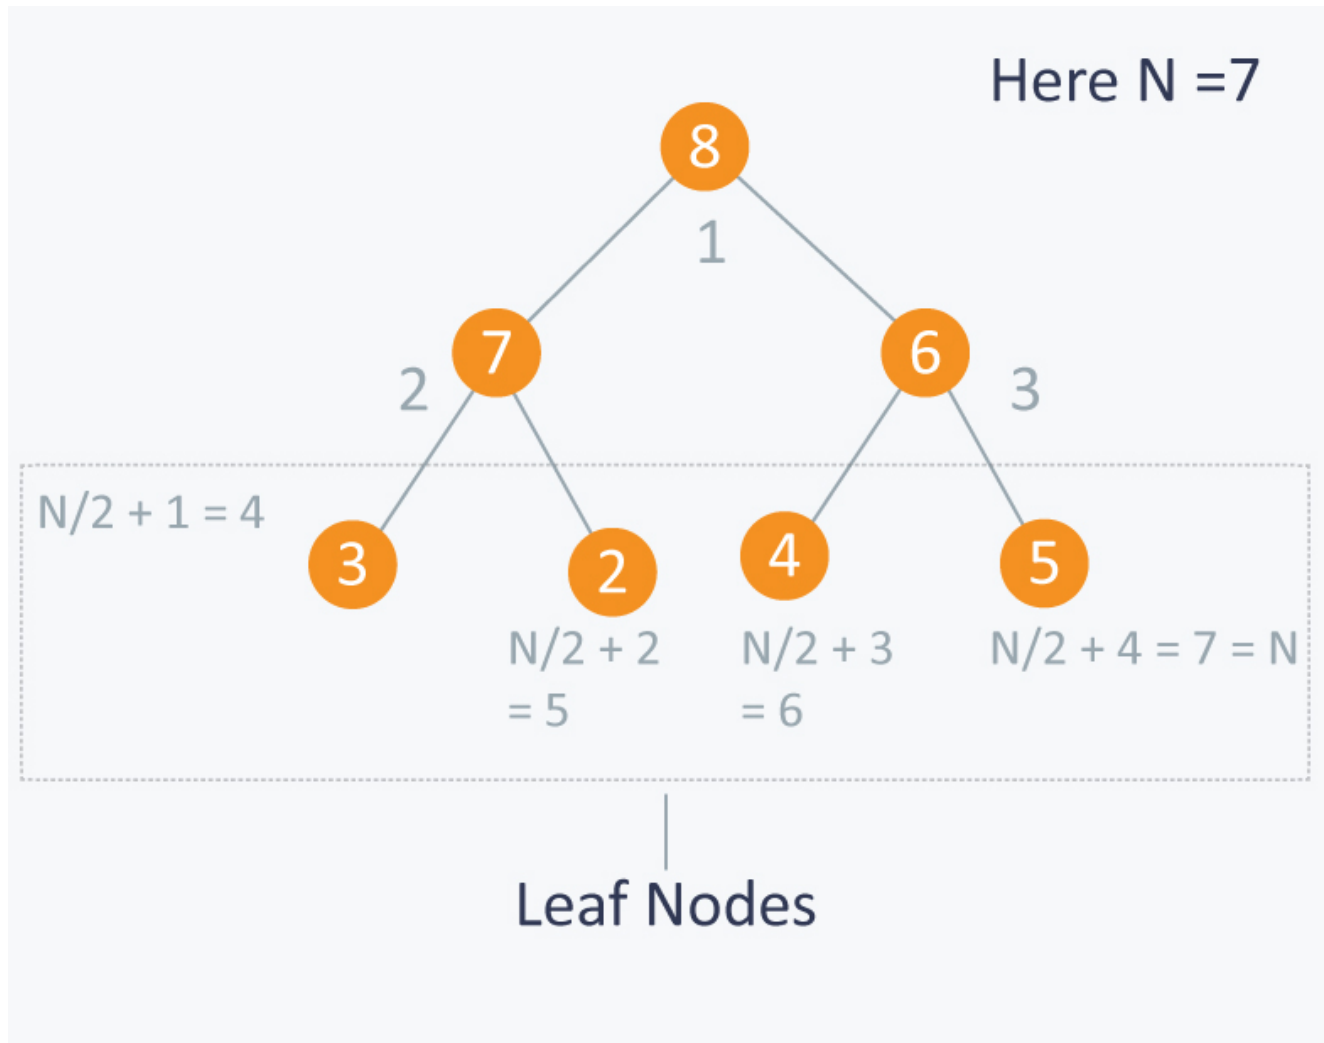 Here N =7
8
1
7
6
2
3
N/2 + 1 = 4
3
2
4
5
N/2 + 2
= 5
N/2 + 3
= 6
N/2 + 4 = 7 = N
Leaf Nodes